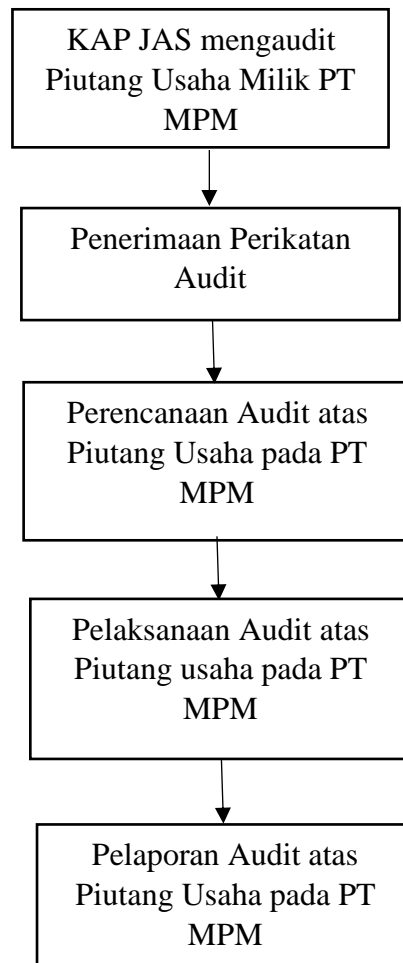 KAP JAS mengaudit
Piutang Usaha Milik PT
MPM
Penerimaan Perikatan
Audit
Perencanaan Audit atas
Piutang Usaha pada PT
MPM
Pelaksanaan Audit atas
Piutang usaha pada PT
MPM
Pelaporan Audit atas
Piutang Usaha pada PT
MPM